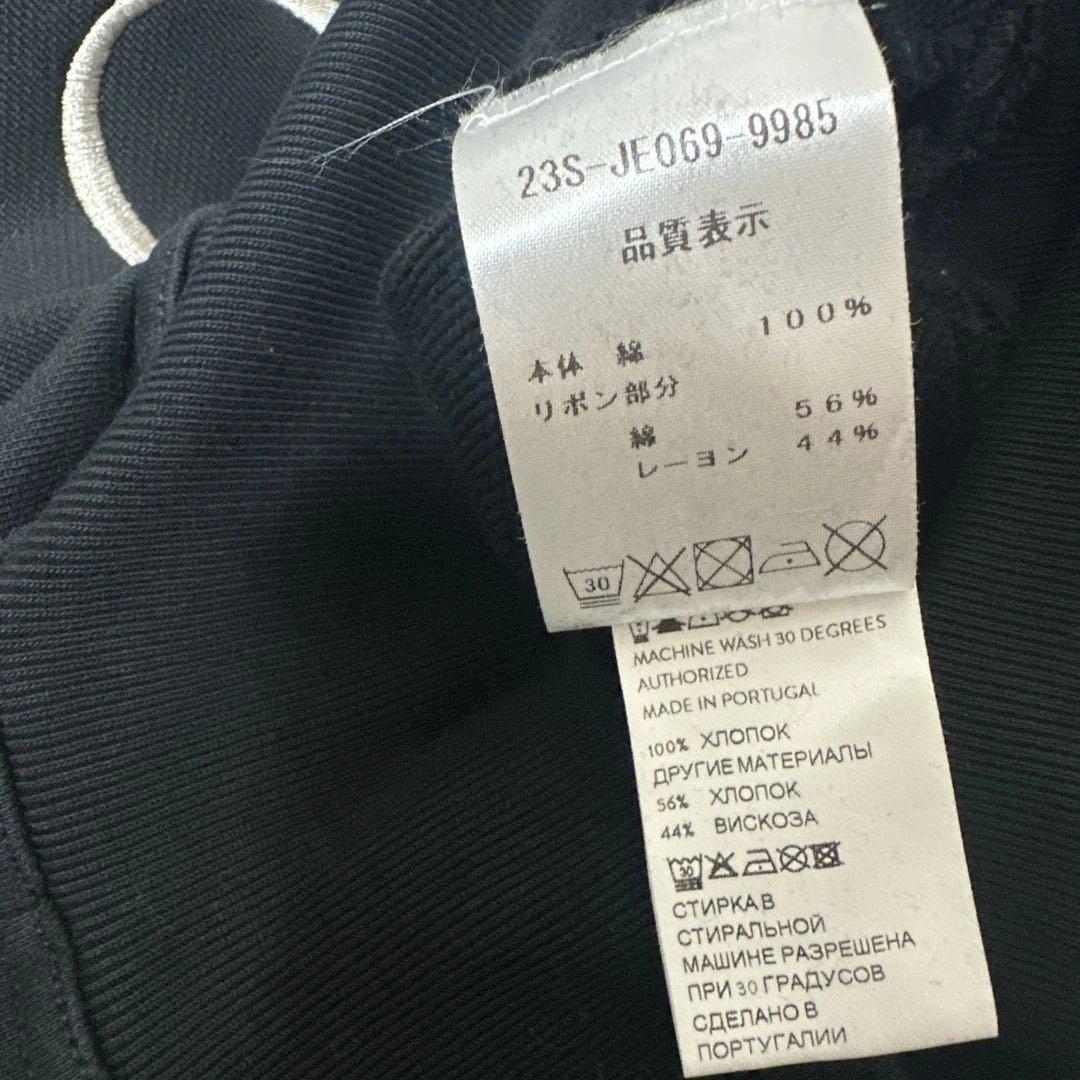 23S-JE069-9985
品質表示
本体 綿 100%
リボン部分
綿 56%
レーヨン 44%
30
MACHINE WASH 30 DEGREES
AUTHORIZED
MADE IN PORTUGAL
100% ХЛОПОК
ДРУГИЕ МАТЕРИАЛЫ
56% ХЛОПОК
44% ВИСКОЗА
30
СТИРКА В
СТИРАЛЬНОЙ
МАШИНЕ РАЗРЕШЕНА
ПРИ 30 ГРАДУСОВ
СДЕЛАНО В
ПОРТУГАЛИИ